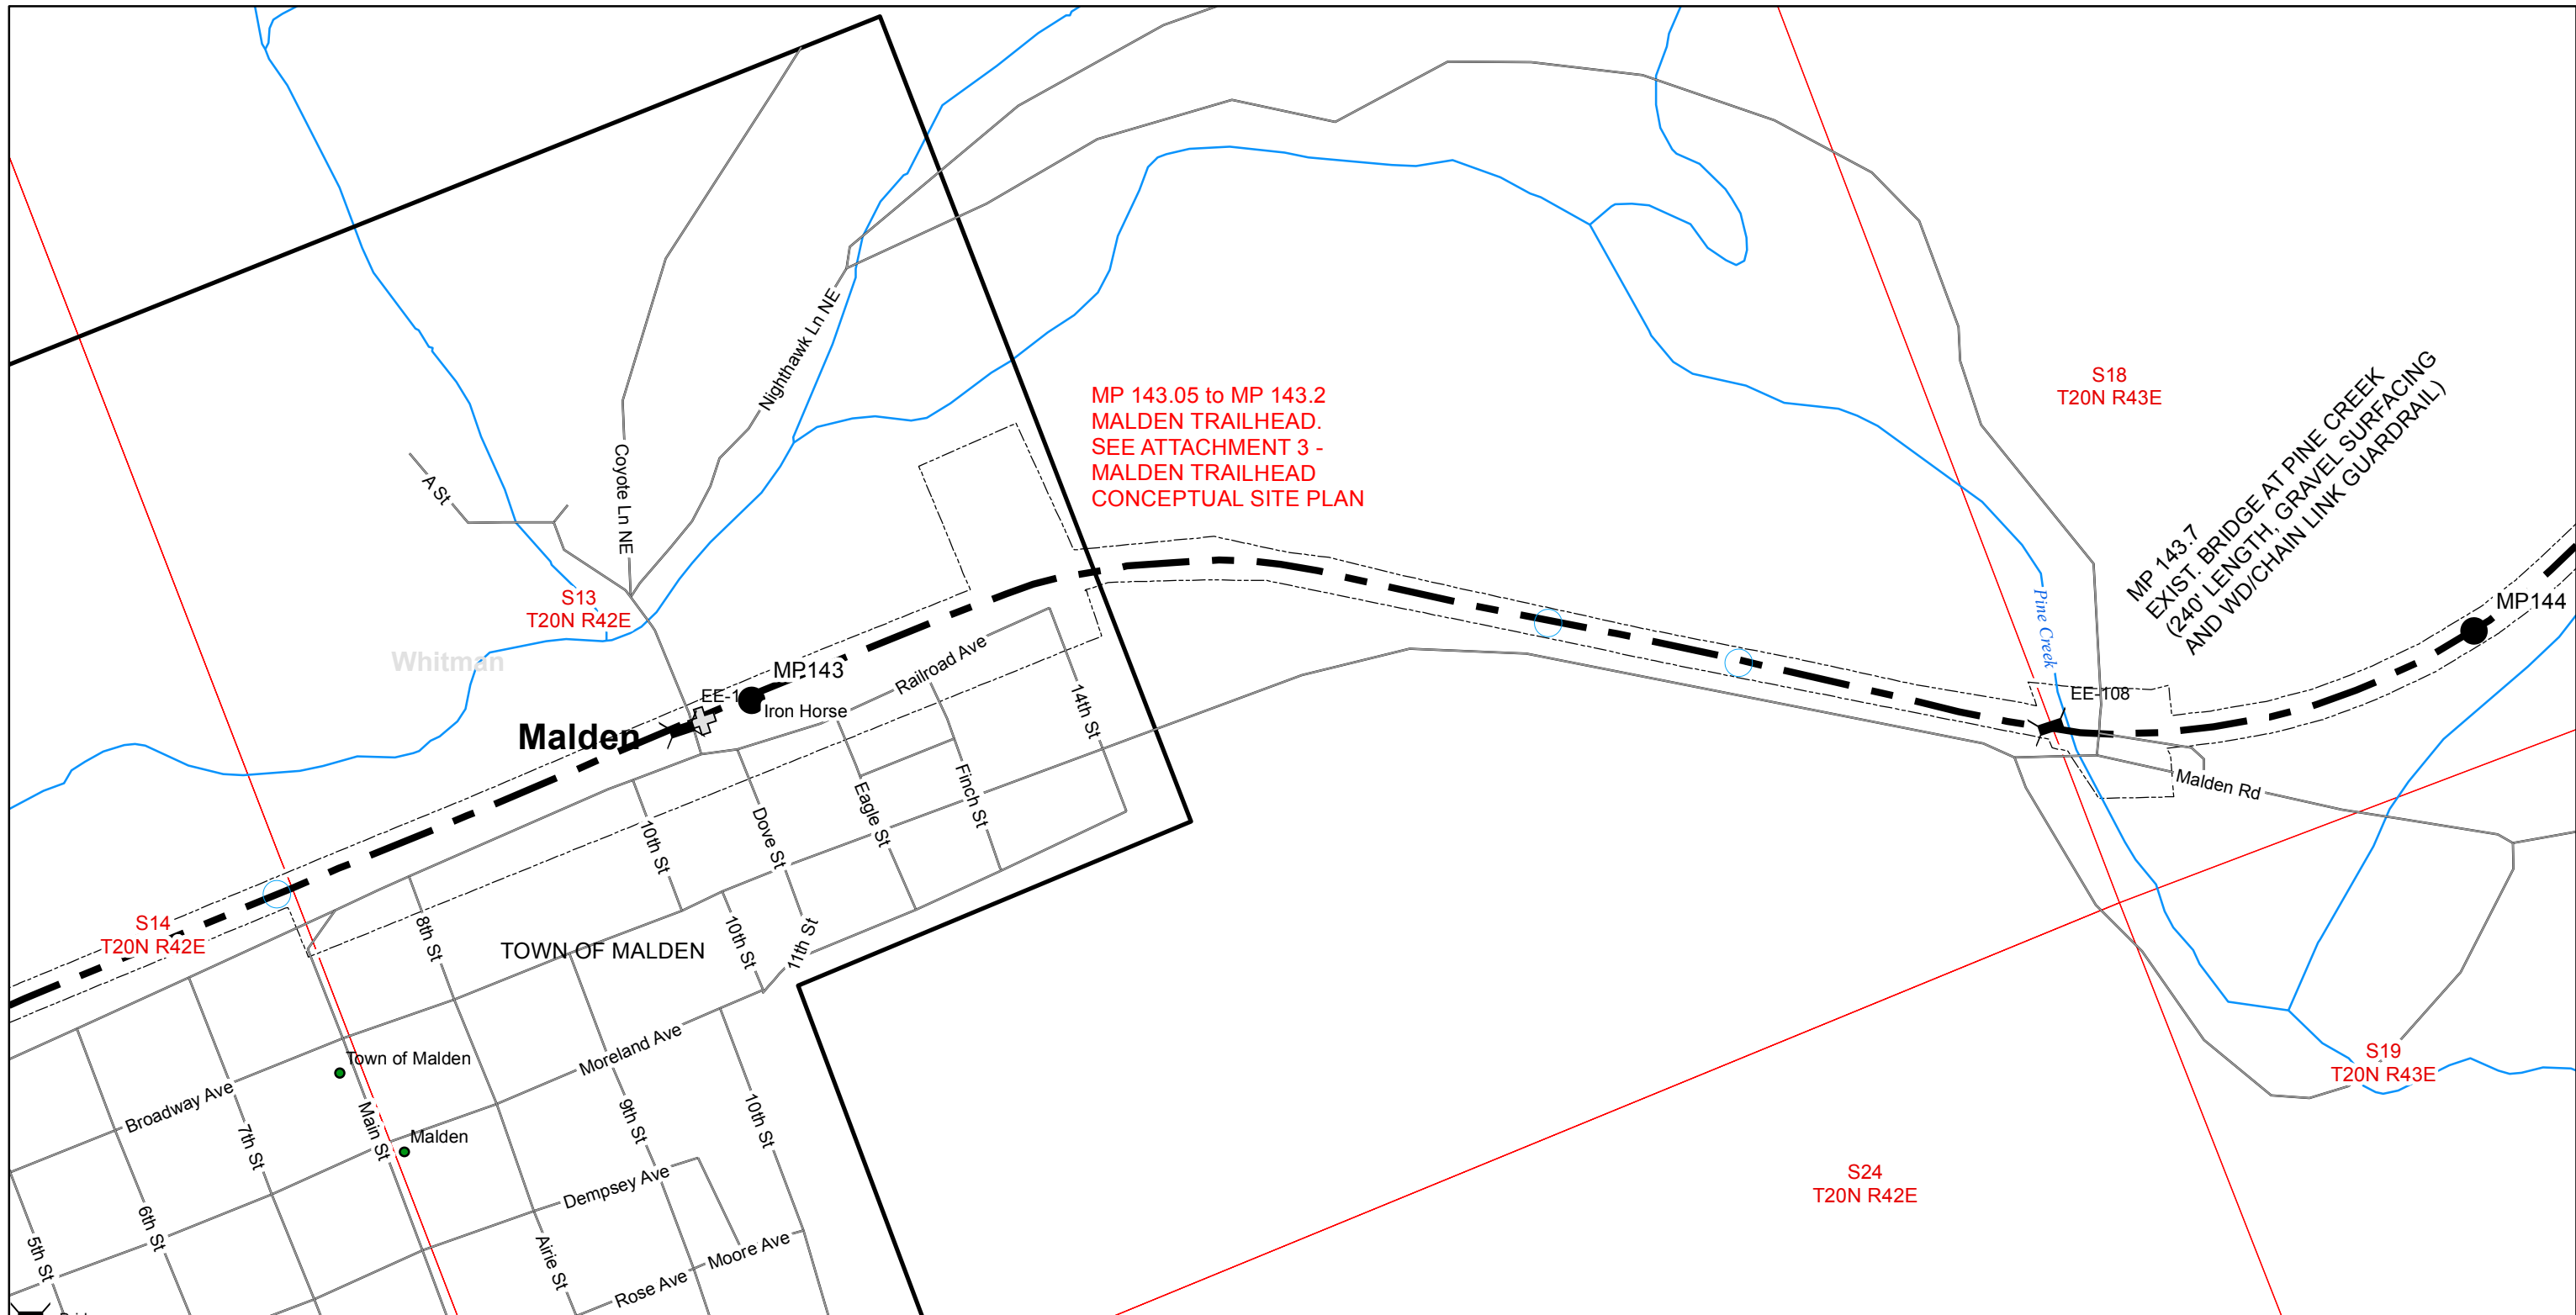 MP 143.05 to MP 143.2
MALDEN TRAILHEAD.
SEE ATTACHMENT 3 -
MALDEN TRAILHEAD
CONCEPTUAL SITE PLAN
S18
T20N R43E
MP 143.7
EXIST. BRIDGE AT PINE CREEK
(240' LENGTH, GRAVEL SURFACING
AND WD/CHAIN LINK GUARDRAIL)
MP144
Nighthawk Ln NE
Coyote Ln NE
A St
S13
T20N R42E
Whitman
Malden
EE-1
MP143
Iron Horse
Railroad Ave
14th St
Pine Creek
EE-108
Malden Rd
10th St
Dove St
Eagle St
Finch St
S14
T20N R42E
8th St
TOWN OF MALDEN
10th St
11th St
Town of Malden
Moreland Ave
Broadway Ave
7th St
Main St
Malden
9th St
10th St
Dempsey Ave
6th St
5th St
Airie St
Moore Ave
Rose Ave
S19
T20N R43E
S24
T20N R42E